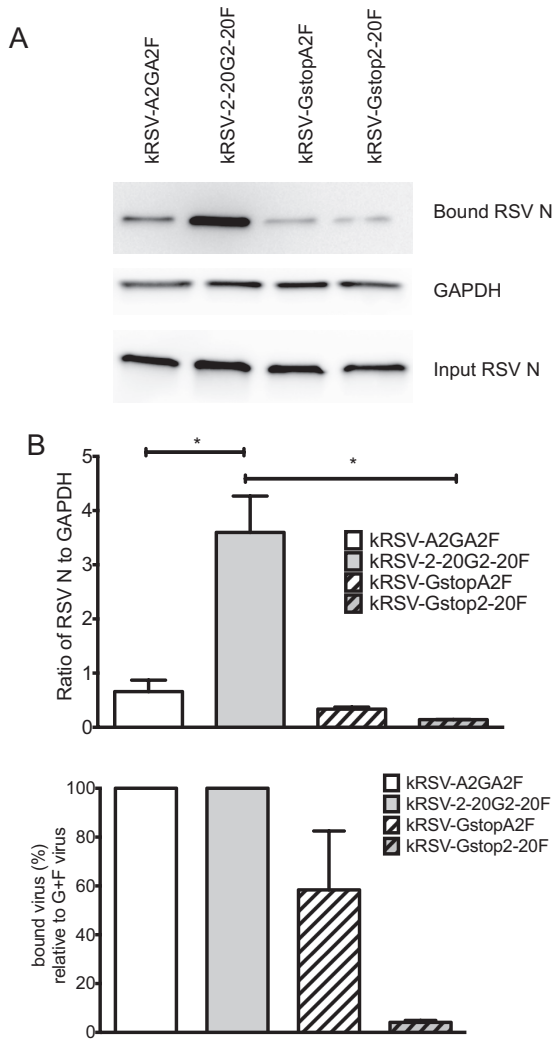 A
kRSV-A2GA2F
kRSV-2-20G2-20F
kRSV-GstopA2F
kRSV-Gstop2-20F
Bound RSV N
GAPDH
Input RSV N
B
*
*
5
4
3
2
1
0
Ratio of RSV N to GAPDH
kRSV-A2GA2F
kRSV-2-20G2-20F
kRSV-GstopA2F
kRSV-Gstop2-20F
100
80
60
40
20
0
bound virus (%)
relative to G+F virus
kRSV-A2GA2F
kRSV-2-20G2-20F
kRSV-GstopA2F
kRSV-Gstop2-20F